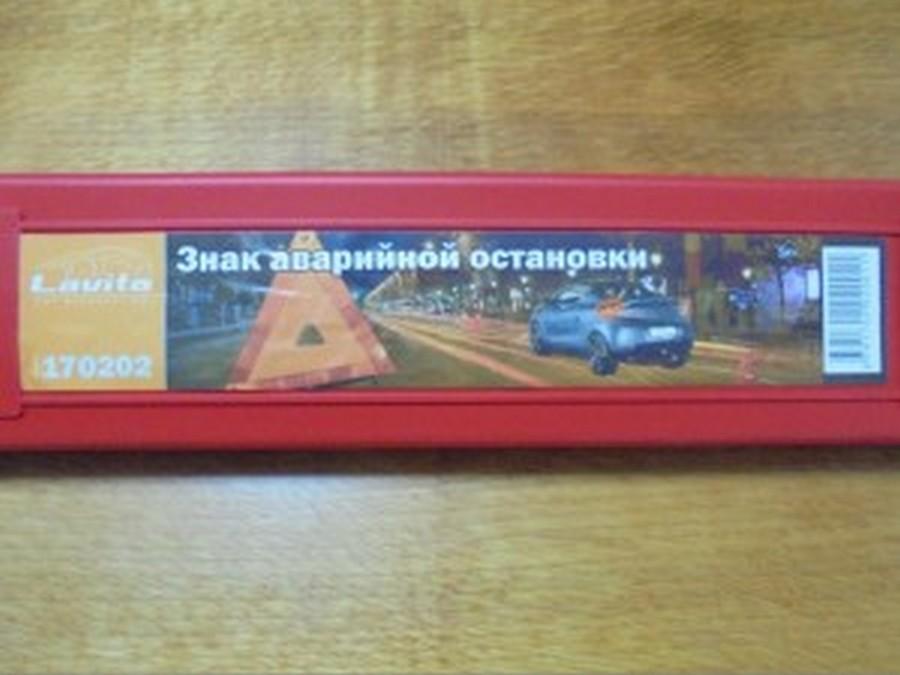 Знак аварийной остановки
Lavita
170202